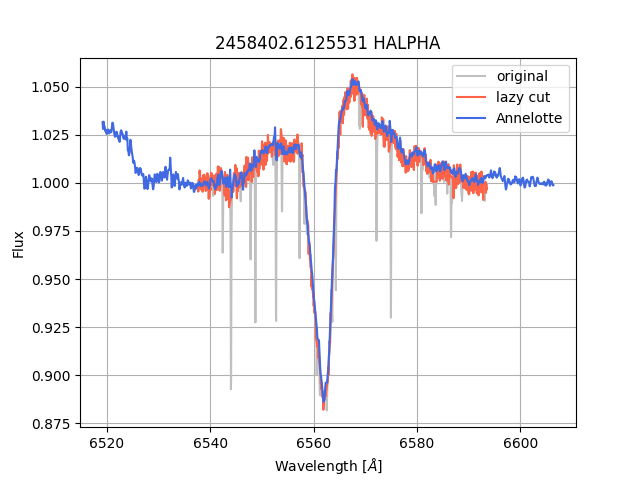 2458402.6125531 HALPHA
original
lazy cut
Annelotte
1.050
1.025
1.000
0.975
0.950
0.925
0.900
0.875
Flux
6520 6540 6560 6580 6600
Wavelength [Å]